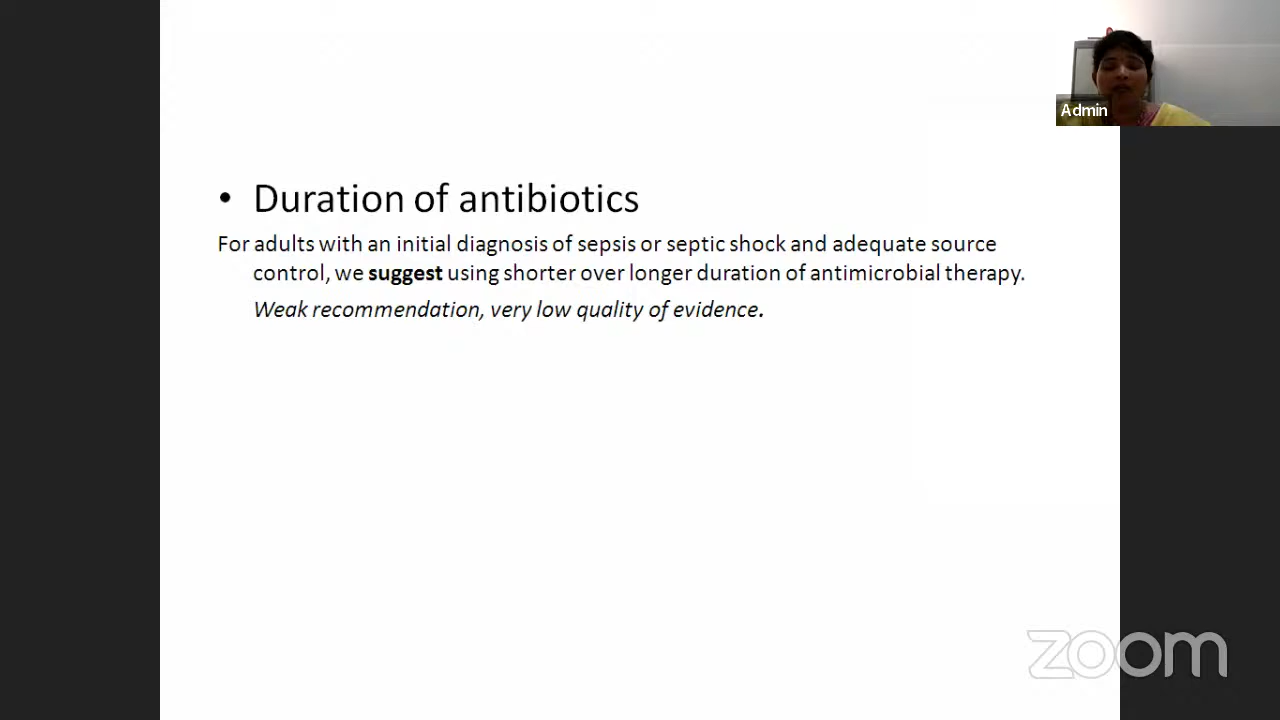 Admin
• Duration of antibiotics
For adults with an initial diagnosis of sepsis or septic shock and adequate source
control, we suggest using shorter over longer duration of antimicrobial therapy.
Weak recommendation, very low quality of evidence.
zoom